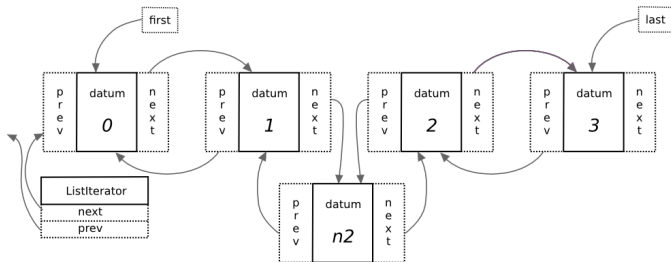 first
last
prev
datum
0
next
prev
datum
1
next
prev
datum
2
next
prev
datum
3
next
ListIterator
next
prev
prev
datum
n2
next